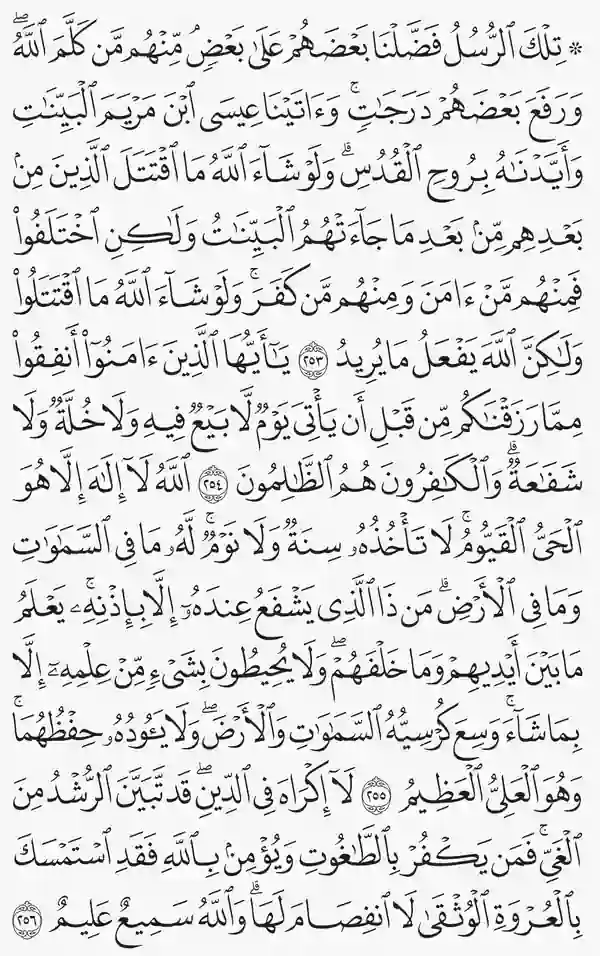 ۞ تِلْكَ ٱلرُّسُلُ فَضَّلْنَا بَعْضَهُمْ عَلَىٰ بَعْضٍ مِّنْهُم مَّن كَلَّمَ ٱللَّهُ ۖ
وَرَفَعَ بَعْضَهُمْ دَرَجَٰتٍ ۚ وَءَاتَيْنَا عِيسَى ٱبْنَ مَرْيَمَ ٱلْبَيِّنَٰتِ
وَأَيَّدْنَٰهُ بِرُوحِ ٱلْقُدُسِ ۗ وَلَوْ شَآءَ ٱللَّهُ مَا ٱقْتَتَلَ ٱلَّذِينَ مِنۢ
بَعْدِهِم مِّنۢ بَعْدِ مَا جَآءَتْهُمُ ٱلْبَيِّنَٰتُ وَلَٰكِنِ ٱخْتَلَفُوا۟
فَمِنْهُم مَّنْ ءَامَنَ وَمِنْهُم مَّن كَفَرَ ۚ وَلَوْ شَآءَ ٱللَّهُ مَا ٱقْتَتَلُوا۟
وَلَٰكِنَّ ٱللَّهَ يَفْعَلُ مَا يُرِيدُ ٢٥٣ يَٰٓأَيُّهَا ٱلَّذِينَ ءَامَنُوٓا۟ أَنفِقُوا۟
مِمَّا رَزَقْنَٰكُم مِّن قَبْلِ أَن يَأْتِىَ يَوْمٌ لَّا بَيْعٌ فِيهِ وَلَا خُلَّةٌ وَلَا
شَفَٰعَةٌ ۗ وَٱلْكَٰفِرُونَ هُمُ ٱلظَّٰلِمُونَ ٢٥٤ ٱللَّهُ لَآ إِلَٰهَ إِلَّا هُوَ
ٱلْحَىُّ ٱلْقَيُّومُ ۚ لَا تَأْخُذُهُۥ سِنَةٌ وَلَا نَوْمٌ ۚ لَّهُۥ مَا فِى ٱلسَّمَٰوَٰتِ
وَمَا فِى ٱلْأَرْضِ ۗ مَن ذَا ٱلَّذِى يَشْفَعُ عِندَهُۥٓ إِلَّا بِإِذْنِهِۦ ۚ يَعْلَمُ
مَا بَيْنَ أَيْدِيهِمْ وَمَا خَلْفَهُمْ ۖ وَلَا يُحِيطُونَ بِشَىْءٍ مِّنْ عِلْمِهِۦٓ إِلَّا
بِمَا شَآءَ ۚ وَسِعَ كُرْسِيُّهُ ٱلسَّمَٰوَٰتِ وَٱلْأَرْضَ ۖ وَلَا يَـُٔودُهُۥ حِفْظُهُمَا ۚ
وَهُوَ ٱلْعَلِىُّ ٱلْعَظِيمُ ٢٥٥ لَآ إِكْرَاهَ فِى ٱلدِّينِ ۖ قَد تَّبَيَّنَ ٱلرُّشْدُ مِنَ
ٱلْغَىِّ ۚ فَمَن يَكْفُرْ بِٱلطَّٰغُوتِ وَيُؤْمِنۢ بِٱللَّهِ فَقَدِ ٱسْتَمْسَكَ
بِٱلْعُرْوَةِ ٱلْوُثْقَىٰ لَا ٱنفِصَامَ لَهَا ۗ وَٱللَّهُ سَمِيعٌ عَلِيمٌ ٢٥٦